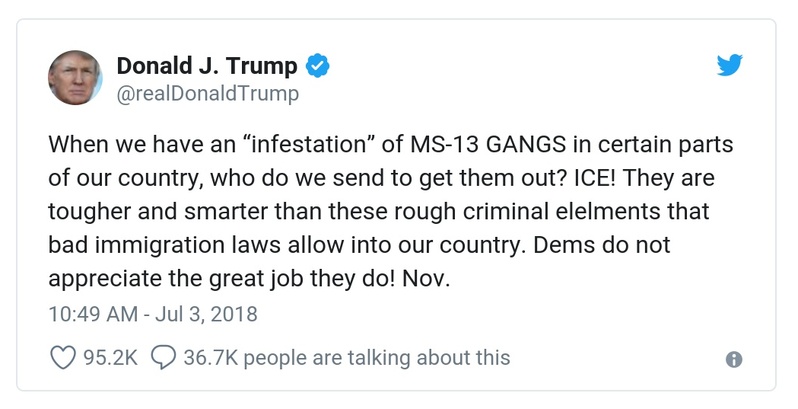 Donald J. Trump
@realDonaldTrump
When we have an “infestation” of MS-13 GANGS in certain parts
of our country, who do we send to get them out? ICE! They are
tougher and smarter than these rough criminal elelments that
bad immigration laws allow into our country. Dems do not
appreciate the great job they do! Nov.
10:49 AM - Jul 3, 2018
95.2K 36.7K people are talking about this